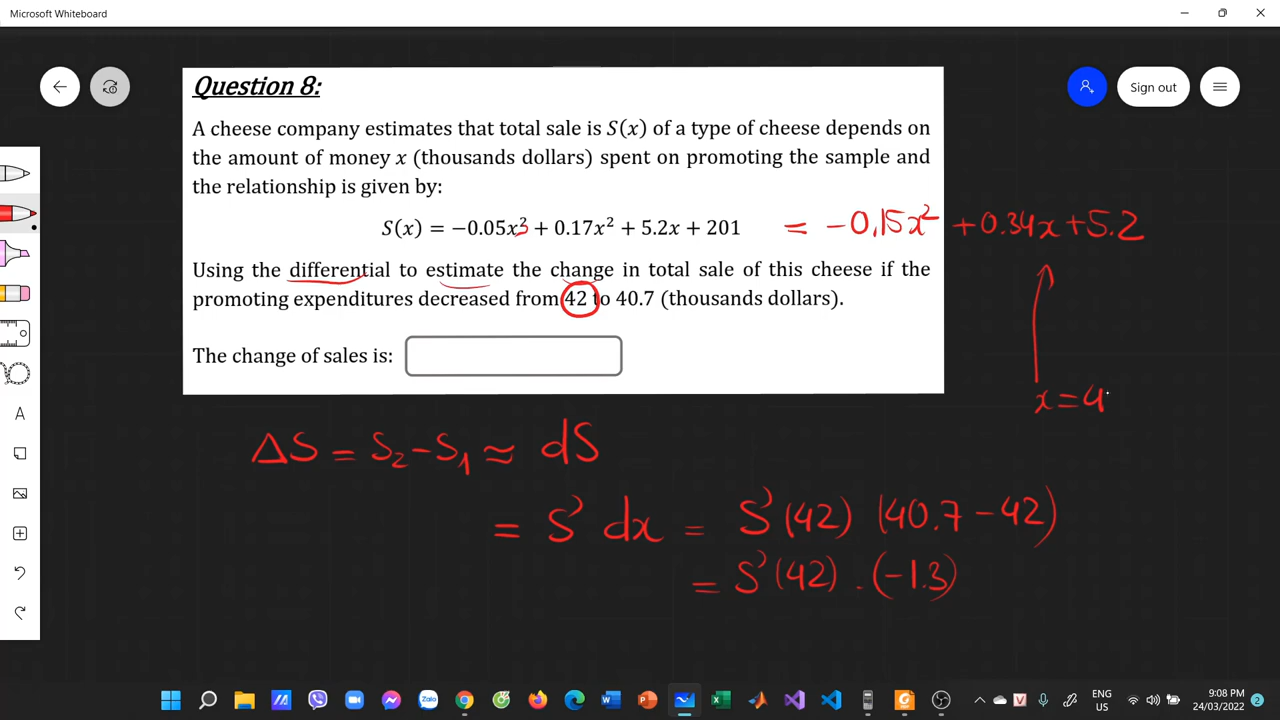 Microsoft Whiteboard
Sign out
Question 8:
A cheese company estimates that total sale is S(x) of a type of cheese depends on
the amount of money x (thousands dollars) spent on promoting the sample and
the relationship is given by:
S(x) = −0.05x³ + 0.17x² + 5.2x + 201 = −0.15x² + 0.34x + 5.2
Using the differential to estimate the change in total sale of this cheese if the
promoting expenditures decreased from 42 to 40.7 (thousands dollars).
The change of sales is:
x = 4
ΔS = S₂ − S₁ ≈ dS
= S' dx = S'(42) (40.7 − 42)
= S'(42) . (−1.3)
A
Zalo
V
ENG
VI
9:08 PM
24/03/2022
2